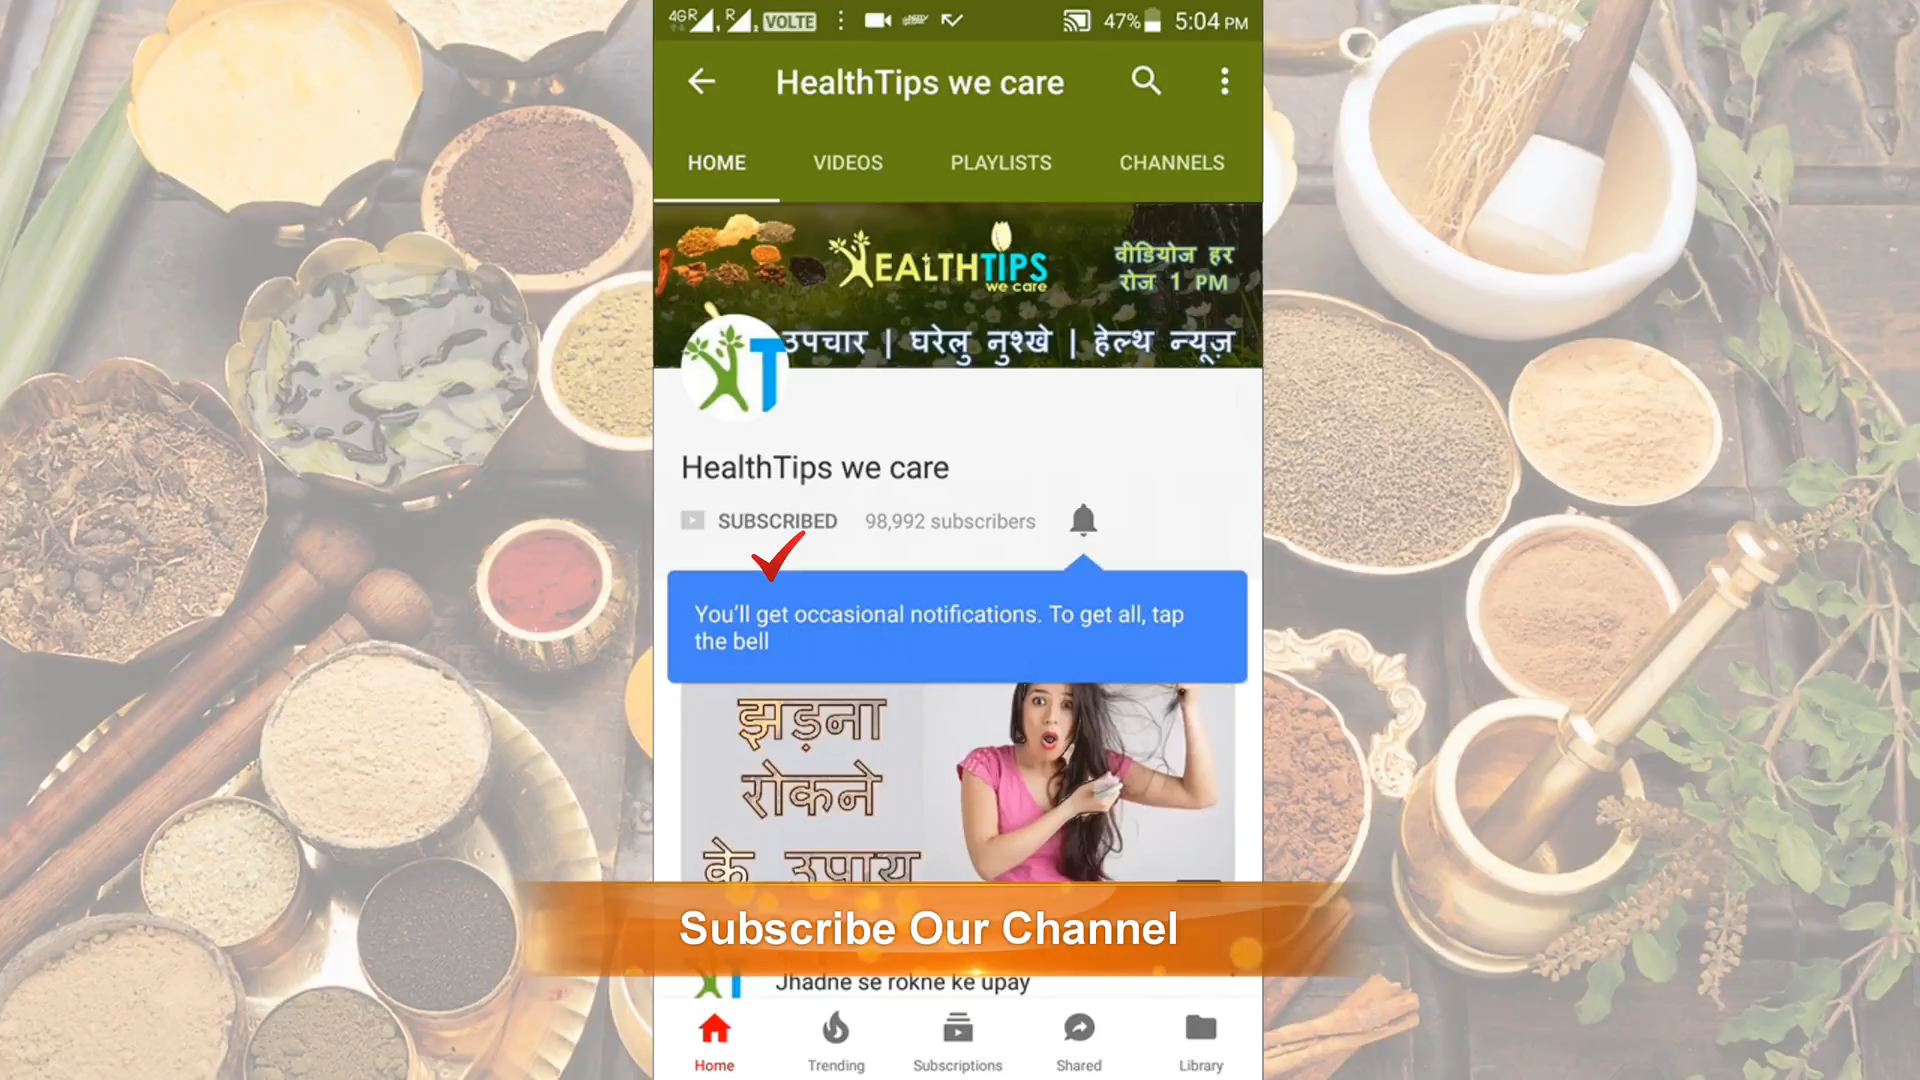 4G R R VOLTE 47% 5:04 PM
HealthTips we care
HOME VIDEOS PLAYLISTS CHANNELS
HEALTHTIPS
we care
वीडियोज हर
रोज 1 PM
उपचार | घरेलु नुश्खे | हेल्थ न्यूज़
T
HealthTips we care
SUBSCRIBED 98,992 subscribers
You'll get occasional notifications. To get all, tap
the bell
झड़ना
रोकने
के उपाय
Subscribe Our Channel
Jhadne se rokne ke upay
Home Trending Subscriptions Shared Library